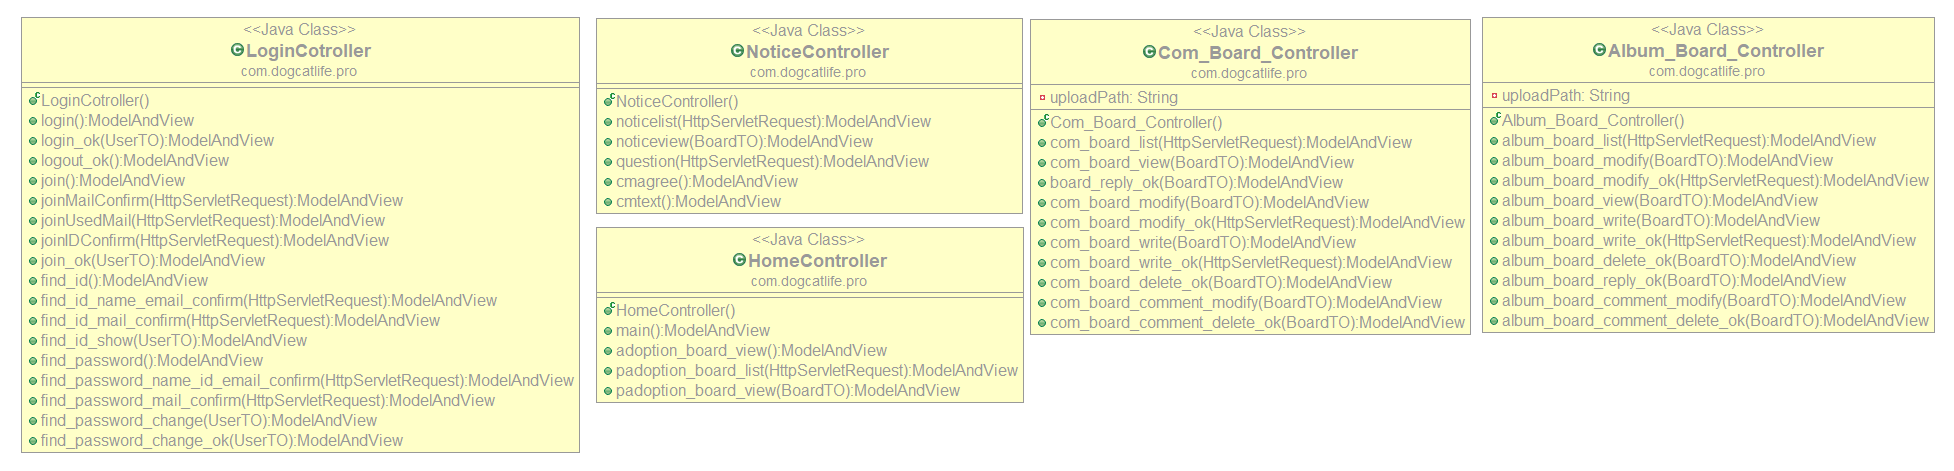 <<Java Class>>
LoginCotroller
com.dogcatlife.pro
LoginCotroller()
login():ModelAndView
login_ok(UserTO):ModelAndView
logout_ok():ModelAndView
join():ModelAndView
joinMailConfirm(HttpServletRequest):ModelAndView
joinUsedMail(HttpServletRequest):ModelAndView
joinIDConfirm(HttpServletRequest):ModelAndView
join_ok(UserTO):ModelAndView
find_id():ModelAndView
find_id_name_email_confirm(HttpServletRequest):ModelAndView
find_id_mail_confirm(HttpServletRequest):ModelAndView
find_id_show(UserTO):ModelAndView
find_password():ModelAndView
find_password_name_id_email_confirm(HttpServletRequest):ModelAndView
find_password_mail_confirm(HttpServletRequest):ModelAndView
find_password_change(UserTO):ModelAndView
find_password_change_ok(UserTO):ModelAndView
<<Java Class>>
NoticeController
com.dogcatlife.pro
NoticeController()
noticelist(HttpServletRequest):ModelAndView
noticeview(BoardTO):ModelAndView
question(HttpServletRequest):ModelAndView
cmagree():ModelAndView
cmtext():ModelAndView
<<Java Class>>
HomeController
com.dogcatlife.pro
HomeController()
main():ModelAndView
adoption_board_view():ModelAndView
padoption_board_list(HttpServletRequest):ModelAndView
padoption_board_view(BoardTO):ModelAndView
<<Java Class>>
Com_Board_Controller
com.dogcatlife.pro
uploadPath: String
Com_Board_Controller()
com_board_list(HttpServletRequest):ModelAndView
com_board_view(BoardTO):ModelAndView
board_reply_ok(BoardTO):ModelAndView
com_board_modify(BoardTO):ModelAndView
com_board_modify_ok(HttpServletRequest):ModelAndView
com_board_write(BoardTO):ModelAndView
com_board_write_ok(HttpServletRequest):ModelAndView
com_board_delete_ok(BoardTO):ModelAndView
com_board_comment_modify(BoardTO):ModelAndView
com_board_comment_delete_ok(BoardTO):ModelAndView
<<Java Class>>
Album_Board_Controller
com.dogcatlife.pro
uploadPath: String
Album_Board_Controller()
album_board_list(HttpServletRequest):ModelAndView
album_board_modify(BoardTO):ModelAndView
album_board_modify_ok(HttpServletRequest):ModelAndView
album_board_view(BoardTO):ModelAndView
album_board_write(BoardTO):ModelAndView
album_board_write_ok(HttpServletRequest):ModelAndView
album_board_delete_ok(BoardTO):ModelAndView
album_board_reply_ok(BoardTO):ModelAndView
album_board_comment_modify(BoardTO):ModelAndView
album_board_comment_delete_ok(BoardTO):ModelAndView